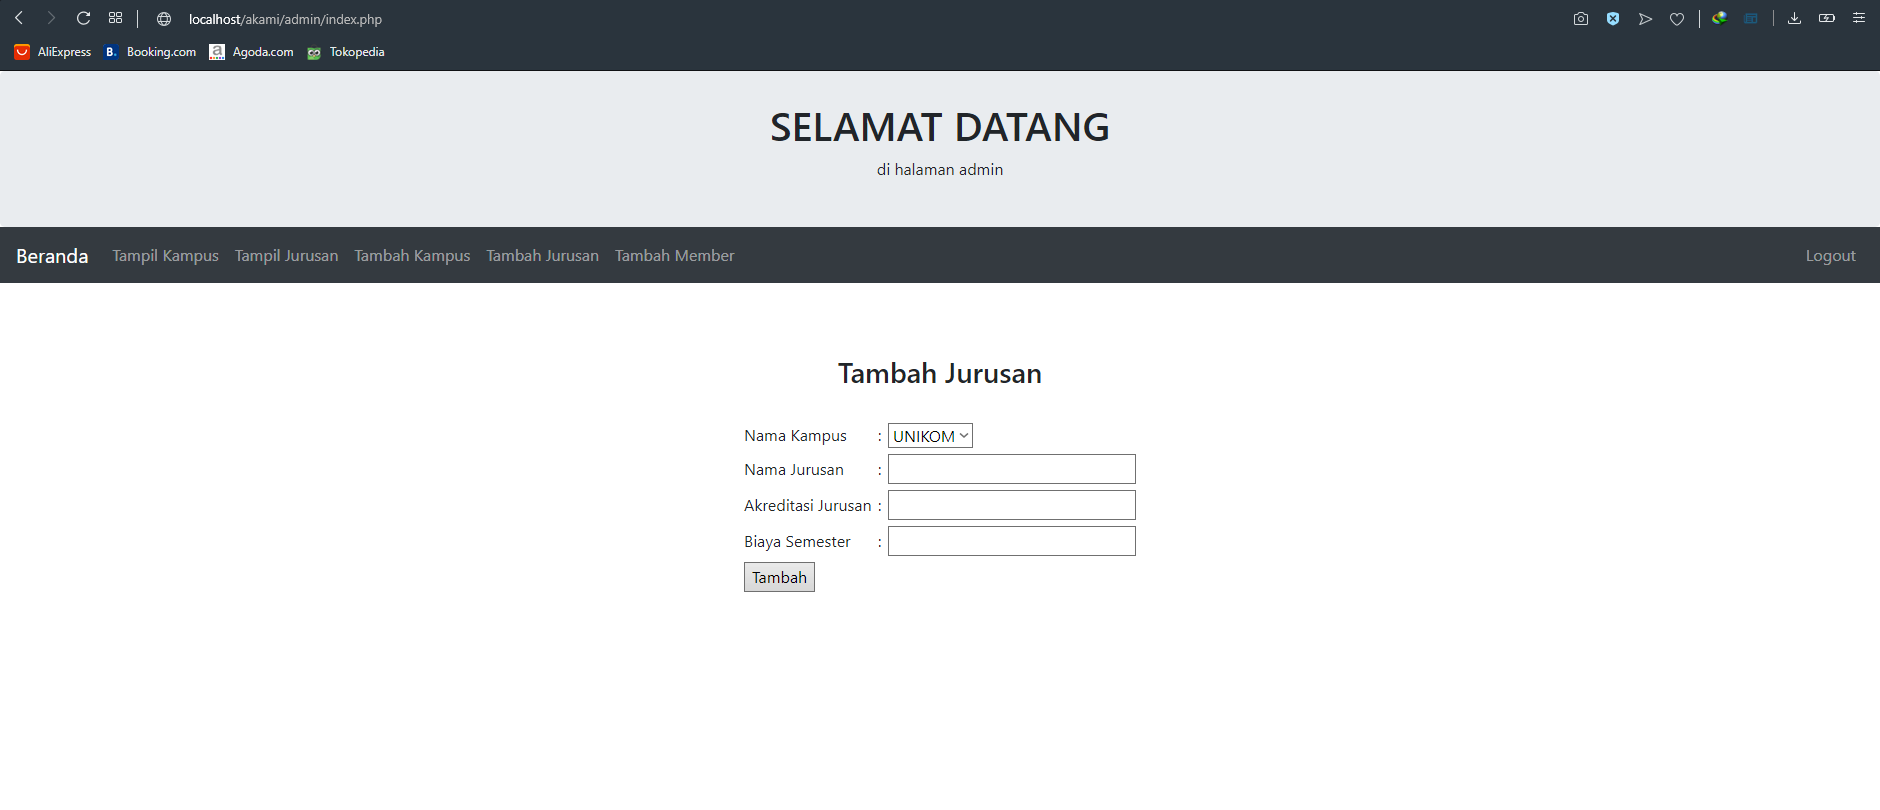 localhost/akami/admin/index.php
AliExpress B. Booking.com a Agoda.com Tokopedia
SELAMAT DATANG
di halaman admin
Beranda Tampil Kampus Tampil Jurusan Tambah Kampus Tambah Jurusan Tambah Member Logout
Tambah Jurusan
Nama Kampus : UNIKOM
Nama Jurusan :
Akreditasi Jurusan :
Biaya Semester :
Tambah